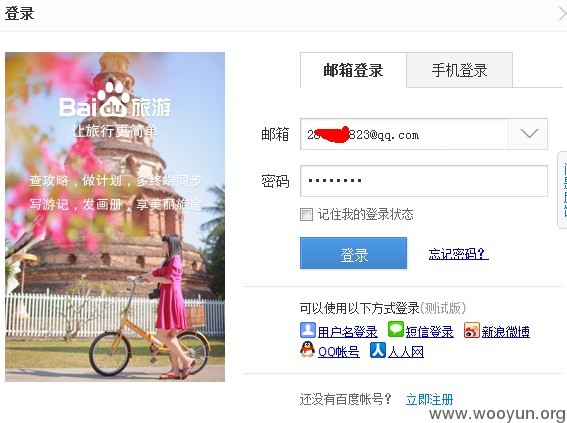 登录
Bai du 旅游
让旅行更简单
查攻略，做计划，多终端同步
写游记，发画册，享美丽旅途
邮箱登录 手机登录
邮箱 2 823@qq.com
密码 ••••••••
记住我的登录状态
登录 忘记密码?
可以使用以下方式登录(测试版)
用户名登录 短信登录 新浪微博
QQ帐号 人人网
还没有百度帐号？ 立即注册
www.wooyun.org